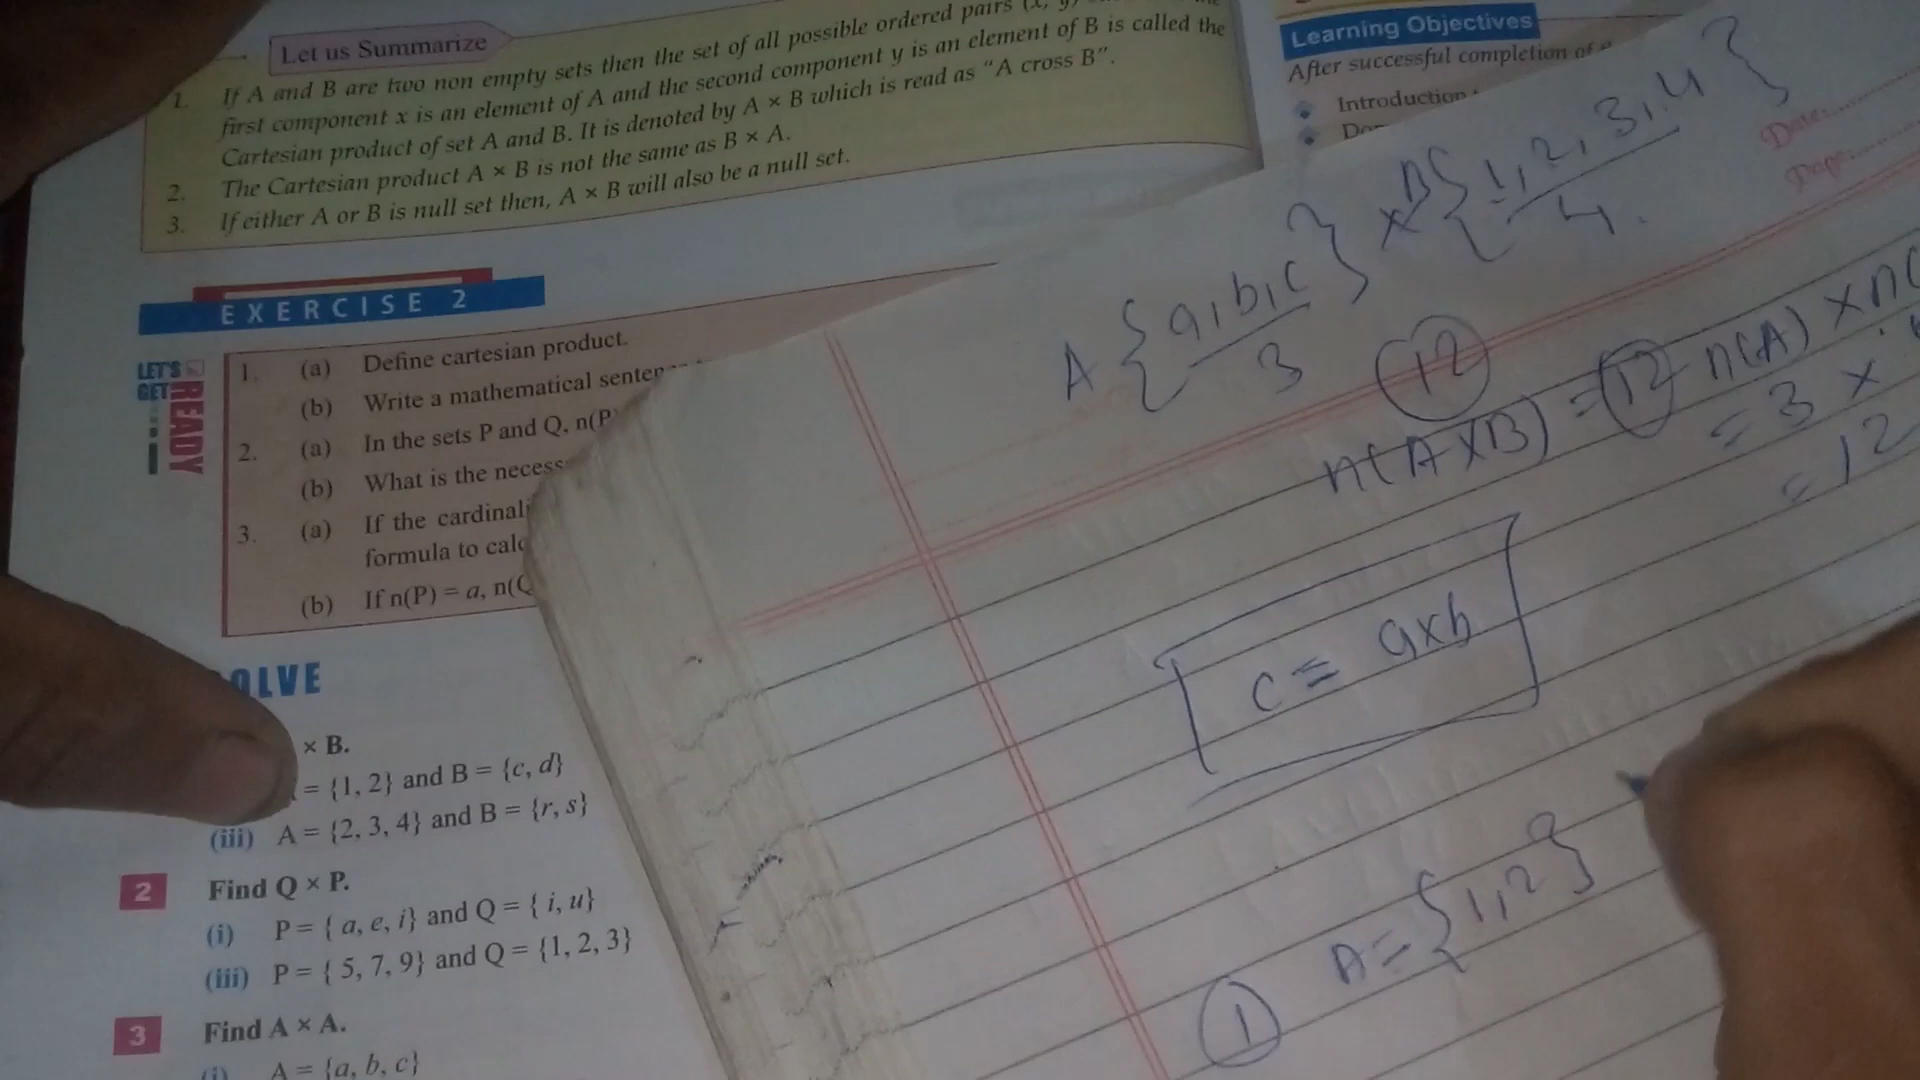 Let us Summarize
1. If A and B are two non empty sets then the set of all possible ordered pairs (x, y)
first component x is an element of A and the second component y is an element of B is called the
Cartesian product of set A and B. It is denoted by A × B which is read as “A cross B”.
2. The Cartesian product A × B is not the same as B × A.
3. If either A or B is null set then, A × B will also be a null set.
EXERCISE 2
LET'S GET READY
1. (a) Define cartesian product.
(b) Write a mathematical
2. (a) In the sets P and Q, n(P)
(b) What is the
3. (a) If the
formula to
(b) If n(P) = a, n(Q
× B.
= {1, 2} and B = {c, d}
(iii) A = {2, 3, 4} and B = {r, s}
2 Find Q × P.
(i) P = { a, e, i} and Q = { i, u}
(iii) P = { 5, 7, 9} and Q = {1, 2, 3}
3 Find A × A.
(i) A = {a, b, c}
Learning Objectives
After successful completion of
Introduction
Date:
Page:
A {a,b,c} × B{1,2,3,4}
3 4.
12
n(A×B) = 12 n(A) × n(
= 3 ×
= 12
c = a×b
1 A = {1,2}